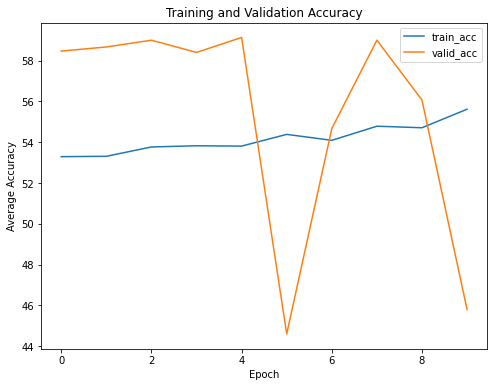 Training and Validation Accuracy
train_acc
valid_acc
58
56
54
52
50
48
46
44
Average Accuracy
0
2
4
6
8
Epoch